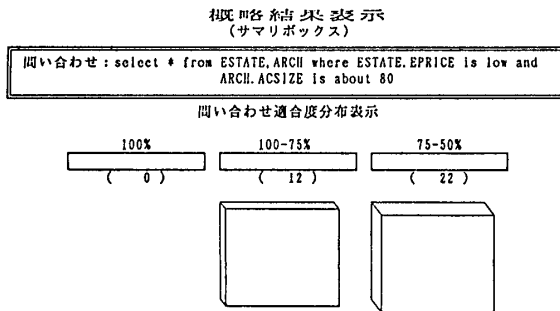 概略結果表示
(サマリボックス)
問い合わせ：select * from ESTATE,ARCH where ESTATE.EPRICE is low and
ARCH.ACSIZE is about 80
問い合わせ適合度分布表示
100% 100-75% 75-50%
( 0 ) ( 12 ) ( 22 )